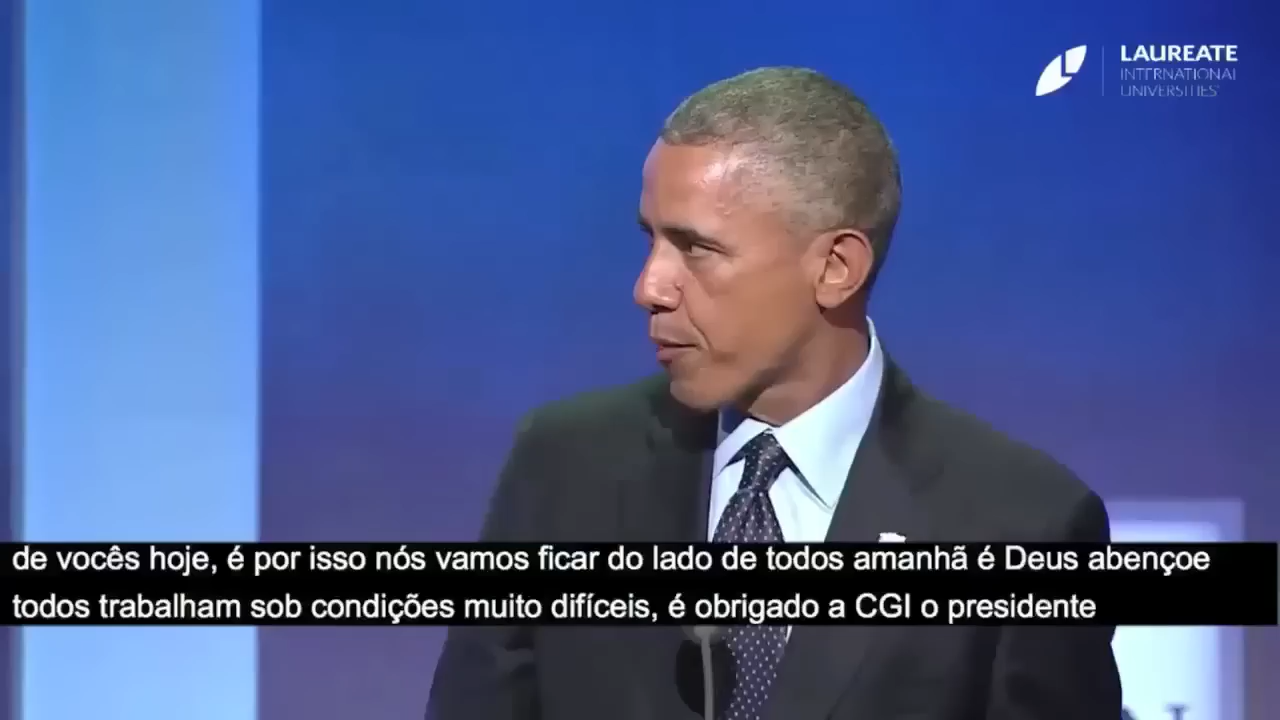 LAUREATE
INTERNATIONAL
UNIVERSITIES
de vocês hoje, é por isso nós vamos ficar do lado de todos amanhã é Deus abençoe
todos trabalham sob condições muito difíceis, é obrigado a CGI o presidente
N